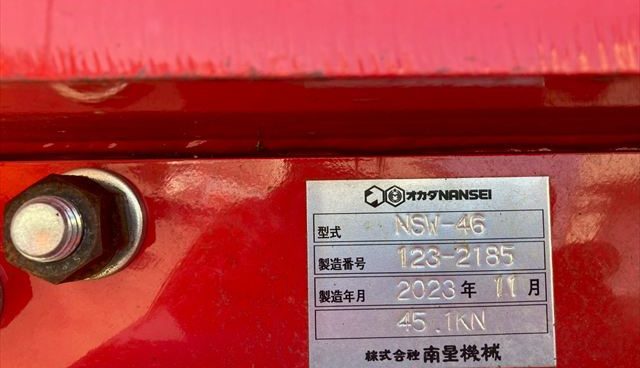 オカダNANSEI
型式 NSW-46
製造番号 123-2185
製造年月 2023年 11月
45.1KN
株式会社 南星機械